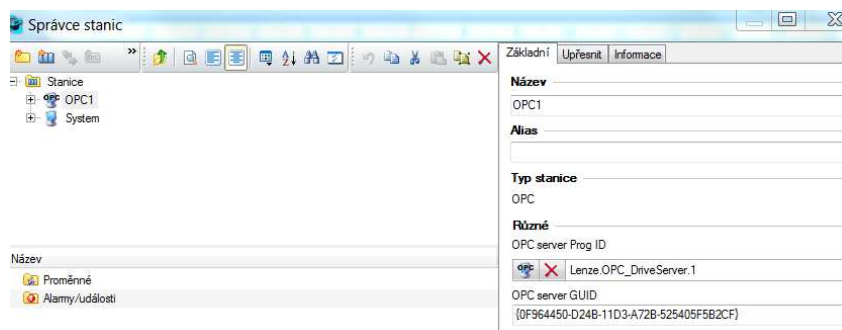 Správce stanic
Stanice
OPC1
System
Název
Proměnné
Alarmy/události
Základní Upřesnit Informace
Název
OPC1
Alias
Typ stanice
OPC
Různé
OPC server Prog ID
OPC Lenze.OPC_DriveServer.1
OPC server GUID
{0F964450-D24B-11D3-A72B-525405F5B2CF}